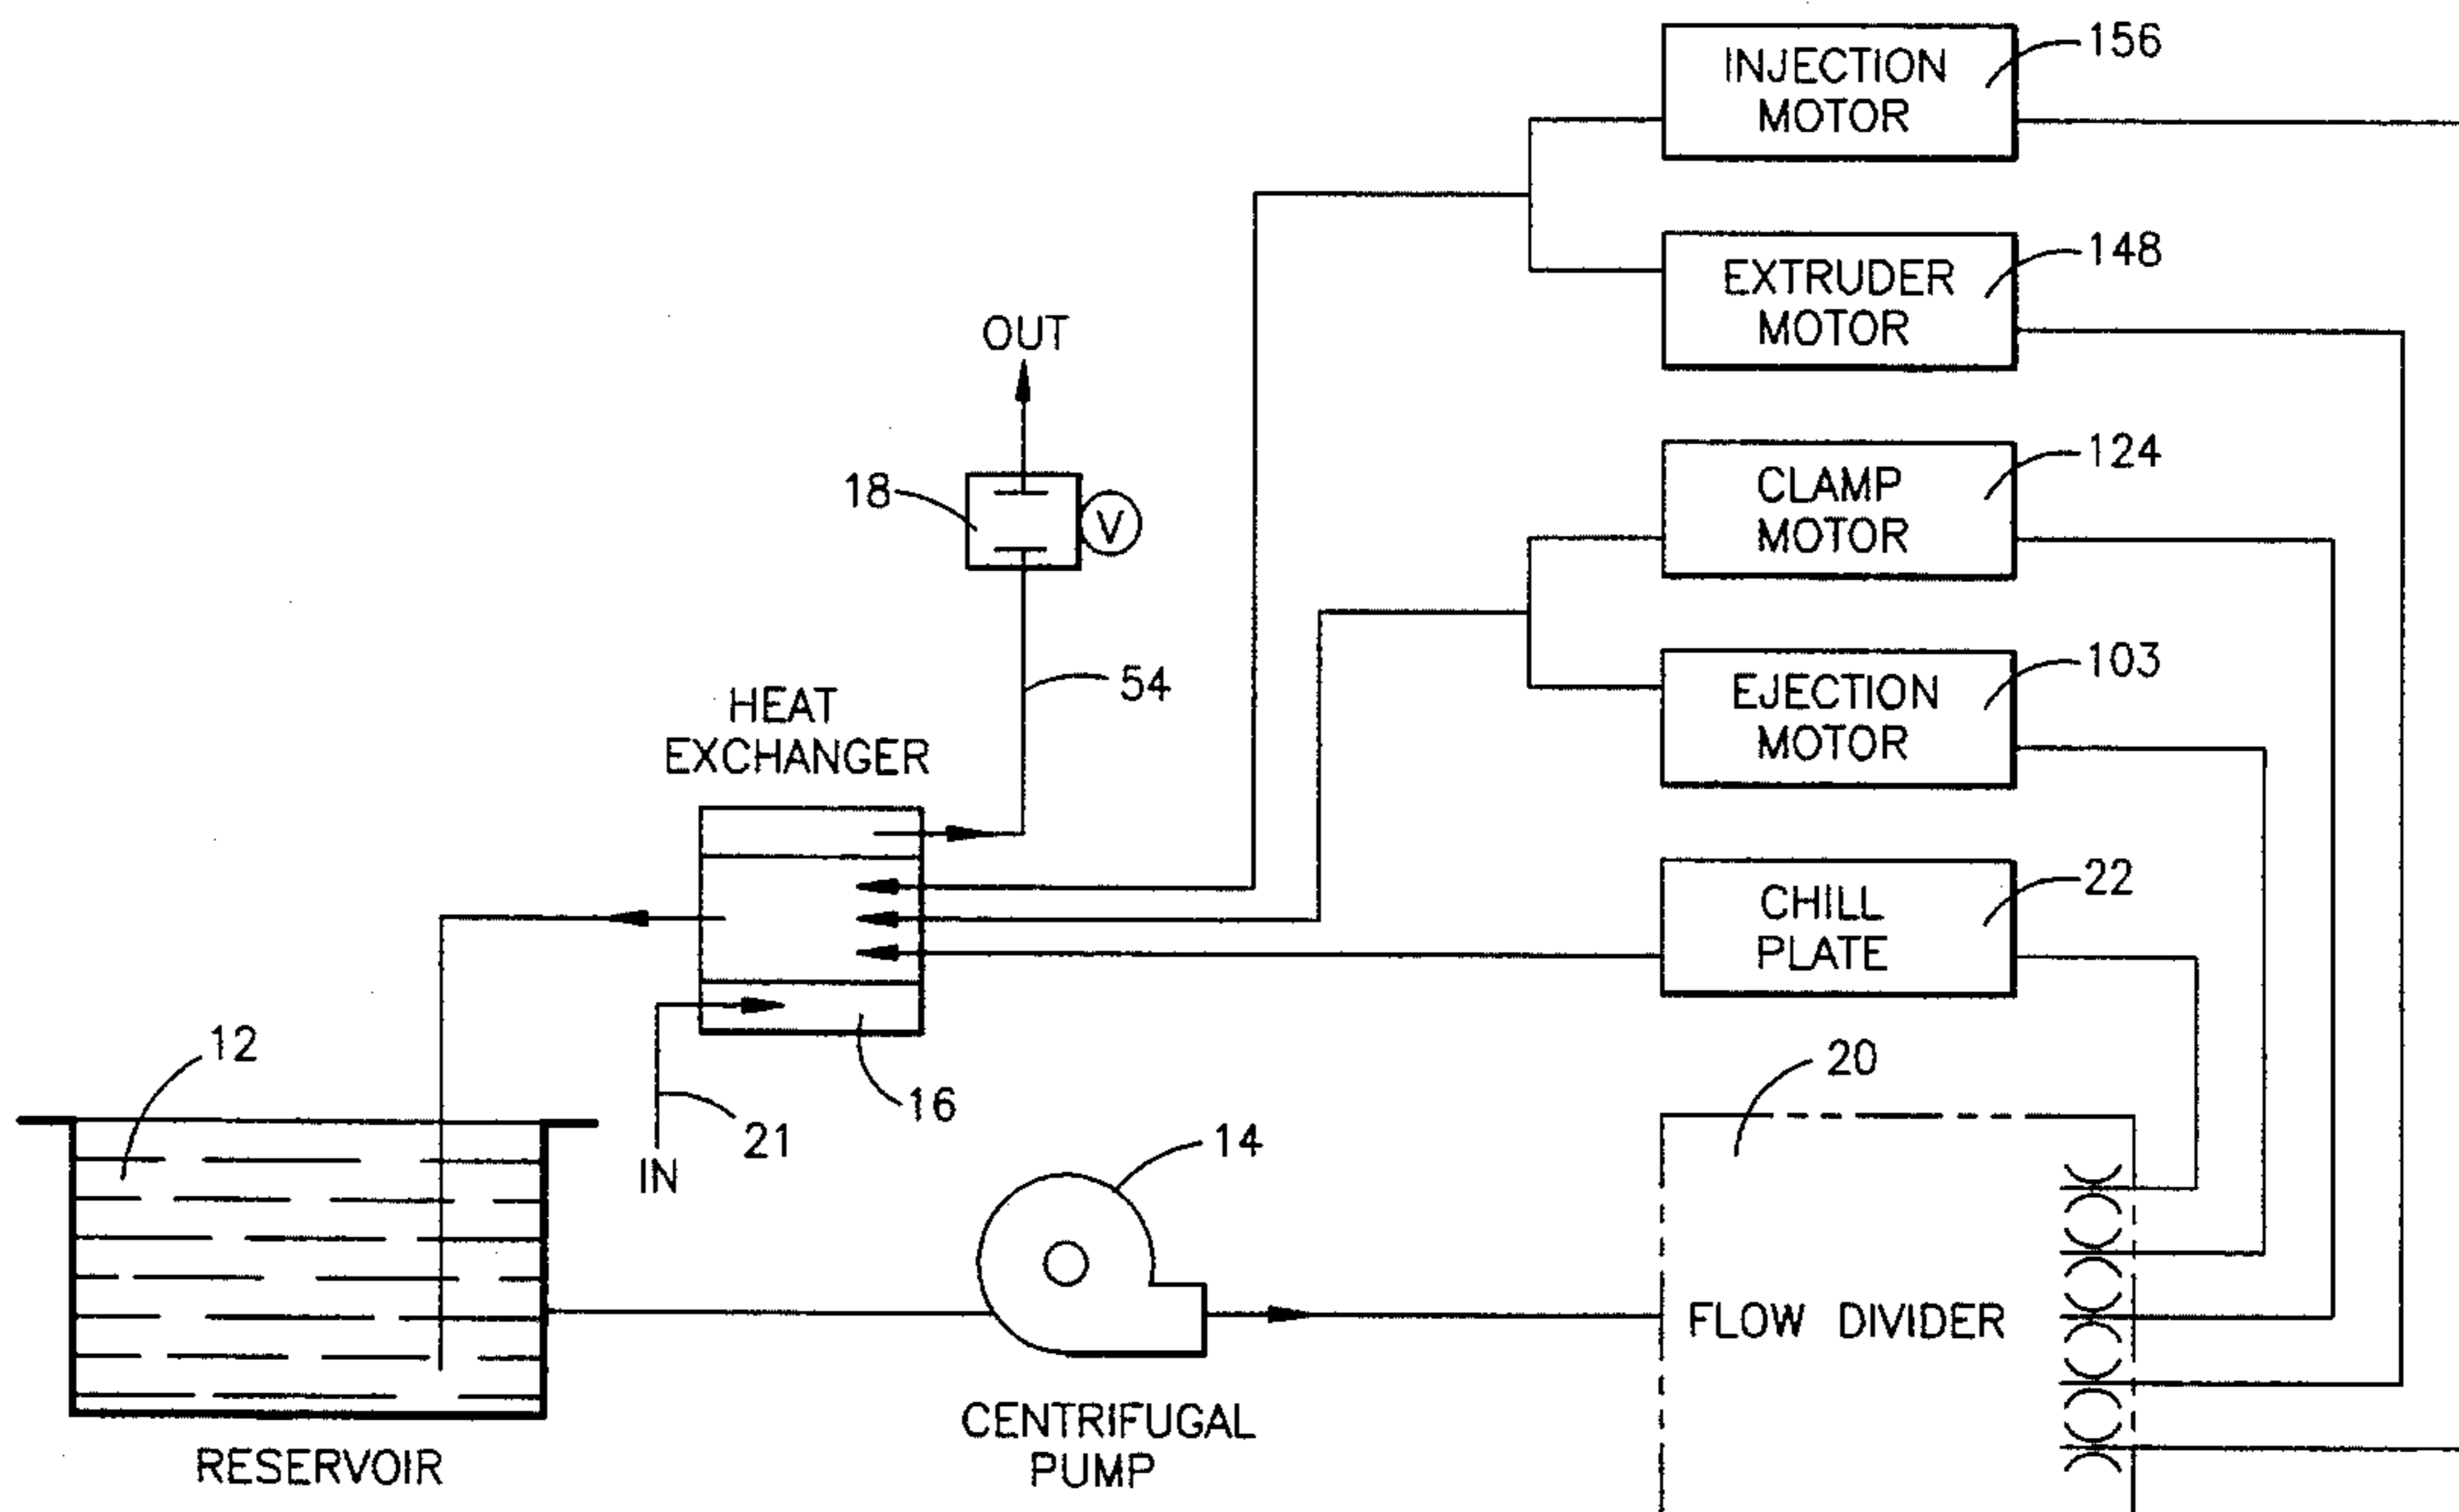 INJECTION
MOTOR
156
EXTRUDER
MOTOR
148
OUT
CLAMP
MOTOR
124
18
V
EJECTION
MOTOR
103
54
HEAT
EXCHANGER
CHILL
PLATE
22
12
16
21
IN
14
20
FLOW DIVIDER
CENTRIFUGAL
PUMP
RESERVOIR